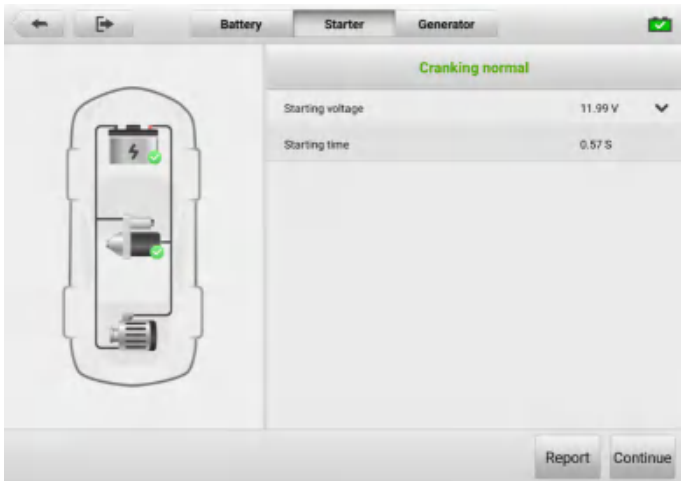 Battery Starter Generator
Cranking normal
Starting voltage 11.99 V
Starting time 0.57 S
Report Continue